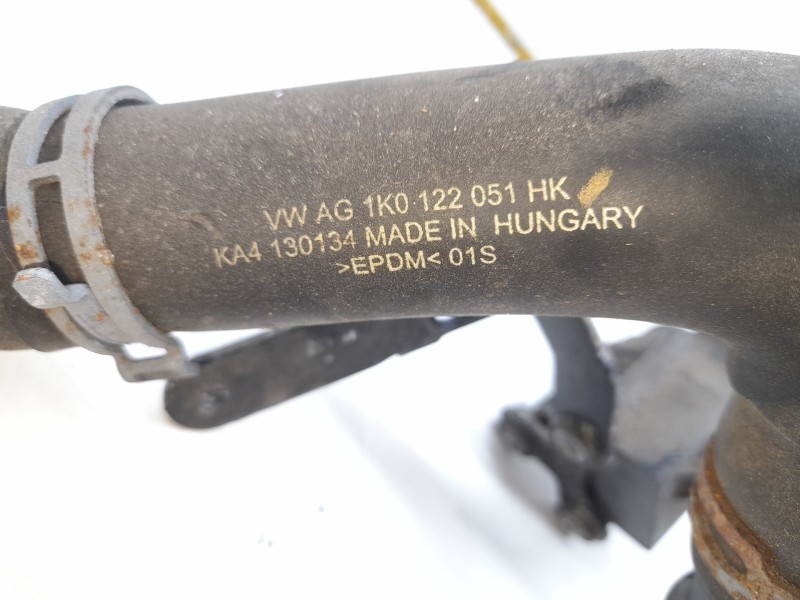 VW AG 1K0 122 051 HK
KA4 130134 MADE IN HUNGARY
>EPDM< 01S